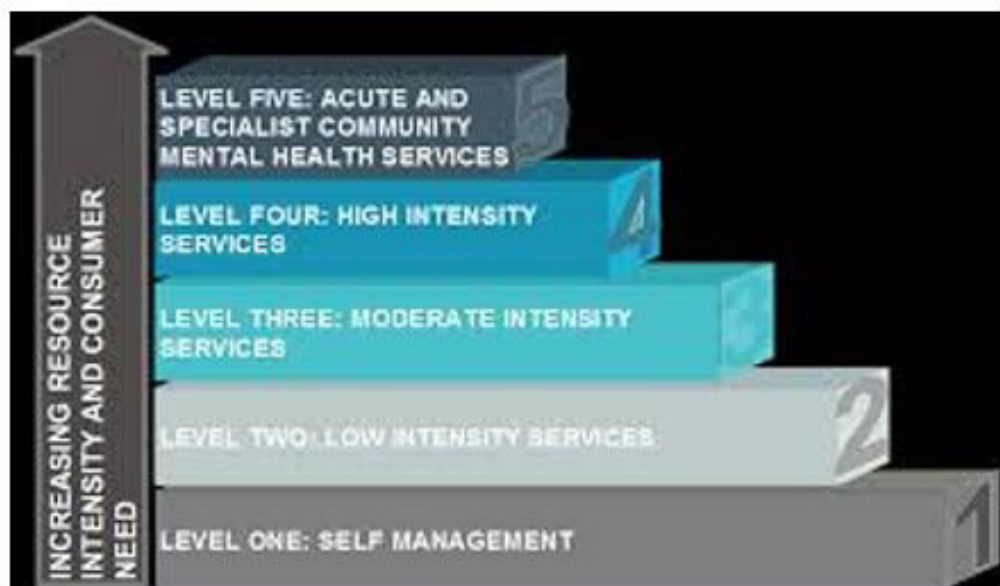 LEVEL FIVE: ACUTE AND
SPECIALIST COMMUNITY
MENTAL HEALTH SERVICES
5
LEVEL FOUR: HIGH INTENSITY
SERVICES
4
LEVEL THREE: MODERATE INTENSITY
SERVICES
3
LEVEL TWO: LOW INTENSITY SERVICES
2
LEVEL ONE: SELF MANAGEMENT
1
INCREASING RESOURCE
INTENSITY AND CONSUMER
NEED